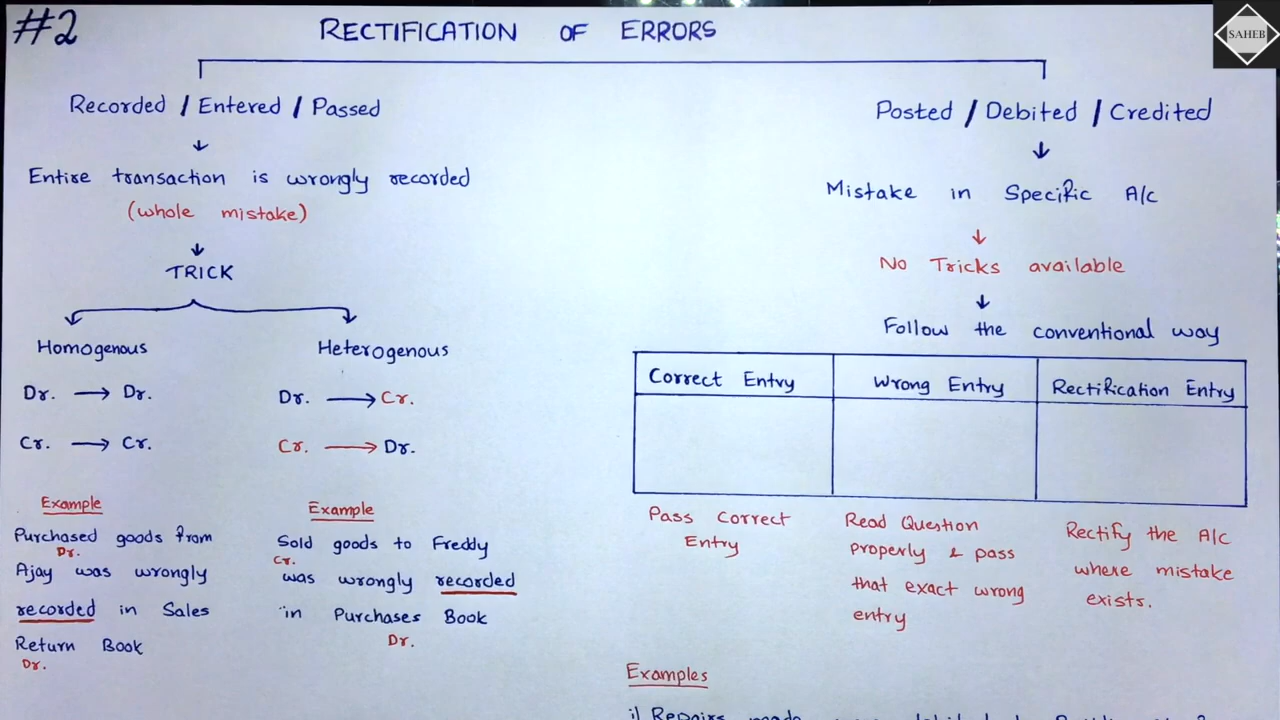 #2
RECTIFICATION OF ERRORS
SAHEB
Recorded / Entered / Passed
↓
Entire transaction is wrongly recorded
(whole mistake)
↓
TRICK
Homogenous
Dr. → Dr.
Cr. → Cr.
Example
Purchased goods from
Dr.
Ajay was wrongly
recorded in Sales
Return Book
Dr.
Heterogenous
Dr. → Cr.
Cr. → Dr.
Example
Sold goods to Freddy
Cr.
was wrongly recorded
in Purchases Book
Dr.
Posted / Debited / Credited
↓
Mistake in Specific A/c
↓
No Tricks available
↓
Follow the conventional way
Correct Entry
Wrong Entry
Rectification Entry
Pass Correct
Entry
Read Question
properly & pass
that exact wrong
entry
Rectify the A/c
where mistake
exists.
Examples
i) Repairs made